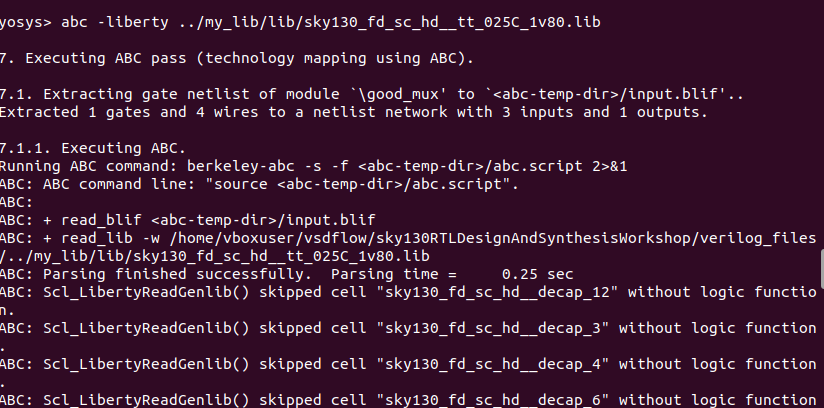 yosys> abc -liberty ../my_lib/lib/sky130_fd_sc_hd__tt_025C_1v80.lib
7. Executing ABC pass (technology mapping using ABC).
7.1. Extracting gate netlist of module `\good_mux' to `<abc-temp-dir>/input.blif'..
Extracted 1 gates and 4 wires to a netlist network with 3 inputs and 1 outputs.
7.1.1. Executing ABC.
Running ABC command: berkeley-abc -s -f <abc-temp-dir>/abc.script 2>&1
ABC: ABC command line: "source <abc-temp-dir>/abc.script".
ABC:
ABC: + read_blif <abc-temp-dir>/input.blif
ABC: + read_lib -w /home/vboxuser/vsdflow/sky130RTLDesignAndSynthesisWorkshop/verilog_files
/../my_lib/lib/sky130_fd_sc_hd__tt_025C_1v80.lib
ABC: Parsing finished successfully.  Parsing time =     0.25 sec
ABC: Scl_LibertyReadGenlib() skipped cell "sky130_fd_sc_hd__decap_12" without logic functio
n.
ABC: Scl_LibertyReadGenlib() skipped cell "sky130_fd_sc_hd__decap_3" without logic function
.
ABC: Scl_LibertyReadGenlib() skipped cell "sky130_fd_sc_hd__decap_4" without logic function
.
ABC: Scl_LibertyReadGenlib() skipped cell "sky130_fd_sc_hd__decap_6" without logic function